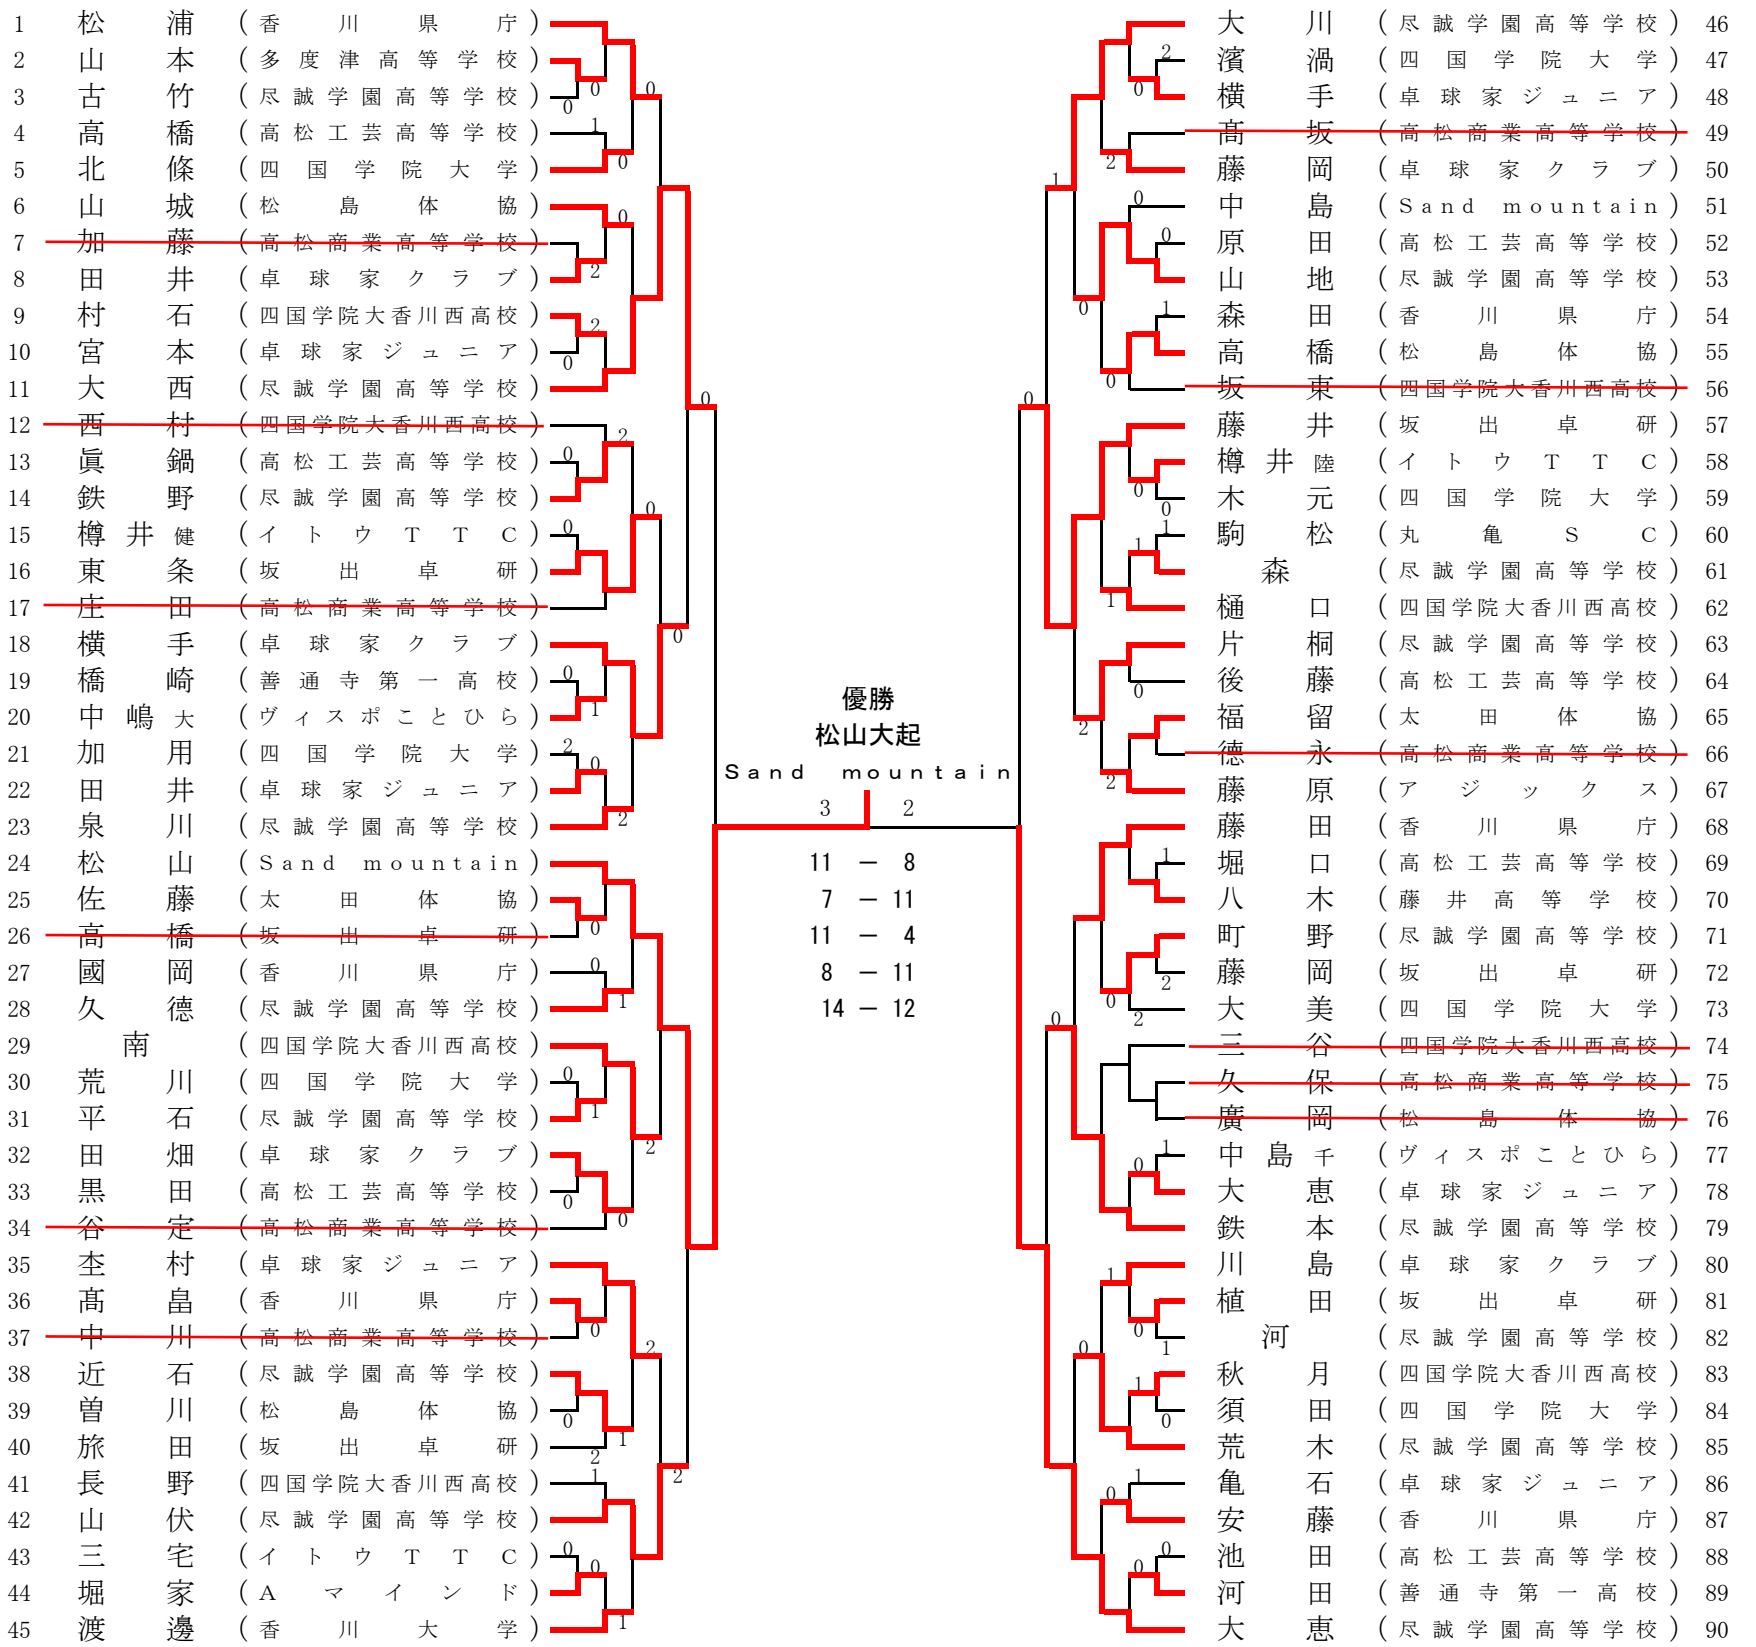 1 松浦 (香川県庁)
2 山本 (多度津高等学校)
3 古竹 (尽誠学園高等学校)
4 高橋 (高松工芸高等学校)
5 北條 (四国学院大学)
6 山城 (松島体協)
7 加藤 (高松商業高等学校)
8 田井 (卓球家クラブ)
9 村石 (四国学院大香川西高校)
10 宮本 (卓球家ジュニア)
11 大西 (尽誠学園高等学校)
12 西村 (四国学院大香川西高校)
13 眞鍋 (高松工芸高等学校)
14 鉄野 (尽誠学園高等学校)
15 樽井健 (イトウTTC)
16 東条 (坂出卓研)
17 庄田 (高松商業高等学校)
18 横手 (卓球家クラブ)
19 橋崎 (善通寺第一高校)
20 中嶋大 (ヴィスポことひら)
21 加用 (四国学院大学)
22 田井 (卓球家ジュニア)
23 泉川 (尽誠学園高等学校)
24 松山 (Sand mountain)
25 佐藤 (太田体協)
26 高橋 (坂出卓研)
27 國岡 (香川県庁)
28 久德 (尽誠学園高等学校)
29 南 (四国学院大香川西高校)
30 荒川 (四国学院大学)
31 平石 (尽誠学園高等学校)
32 田畑 (卓球家クラブ)
33 黒田 (高松工芸高等学校)
34 谷定 (高松商業高等学校)
35 杢村 (卓球家ジュニア)
36 髙畠 (香川県庁)
37 中川 (高松商業高等学校)
38 近石 (尽誠学園高等学校)
39 曽川 (松島体協)
40 旅田 (坂出卓研)
41 長野 (四国学院大香川西高校)
42 山伏 (尽誠学園高等学校)
43 三宅 (イトウTTC)
44 堀家 (Aマインド)
45 渡邊 (香川大学)
優勝
松山大起
Sand mountain
3 2
11 － 8
7 － 11
11 － 4
8 － 11
14 － 12
大川 (尽誠学園高等学校) 46
濱渦 (四国学院大学) 47
横手 (卓球家ジュニア) 48
髙坂 (高松商業高等学校) 49
藤岡 (卓球家クラブ) 50
中島 (Sand mountain) 51
原田 (高松工芸高等学校) 52
山地 (尽誠学園高等学校) 53
森田 (香川県庁) 54
高橋 (松島体協) 55
坂東 (四国学院大香川西高校) 56
藤井 (坂出卓研) 57
樽井陸 (イトウTTC) 58
木元 (四国学院大学) 59
駒松 (丸亀SC) 60
森 (尽誠学園高等学校) 61
樋口 (四国学院大香川西高校) 62
片桐 (尽誠学園高等学校) 63
後藤 (高松工芸高等学校) 64
福留 (太田体協) 65
德永 (高松商業高等学校) 66
藤原 (アジックス) 67
藤田 (香川県庁) 68
堀口 (高松工芸高等学校) 69
八木 (藤井高等学校) 70
町野 (尽誠学園高等学校) 71
藤岡 (坂出卓研) 72
大美 (四国学院大学) 73
三谷 (四国学院大香川西高校) 74
久保 (高松商業高等学校) 75
廣岡 (松島体協) 76
中島千 (ヴィスポことひら) 77
大恵 (卓球家ジュニア) 78
鉄本 (尽誠学園高等学校) 79
川島 (卓球家クラブ) 80
植田 (坂出卓研) 81
河 (尽誠学園高等学校) 82
秋月 (四国学院大香川西高校) 83
須田 (四国学院大学) 84
荒木 (尽誠学園高等学校) 85
亀石 (卓球家ジュニア) 86
安藤 (香川県庁) 87
池田 (高松工芸高等学校) 88
河田 (善通寺第一高校) 89
大恵 (尽誠学園高等学校) 90